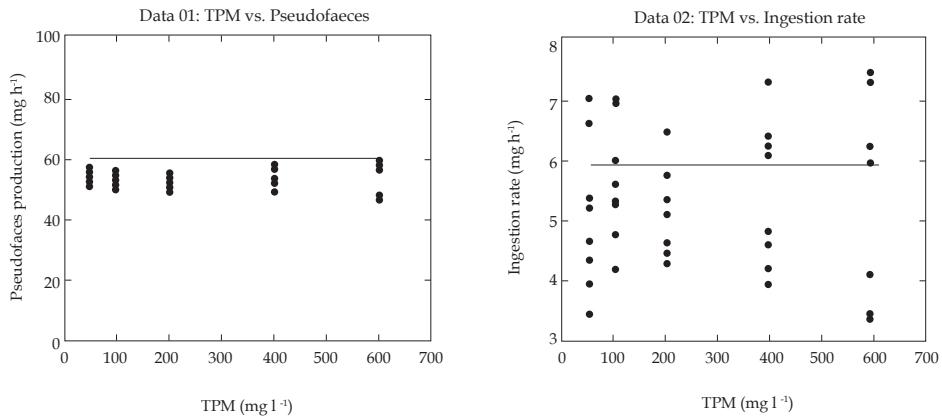 Data 01: TPM vs. Pseudofaeces
Pseudofaces production (mg h⁻¹)
100
80
60
40
20
0
0 100 200 300 400 500 600 700
TPM (mg l⁻¹)
Data 02: TPM vs. Ingestion rate
Ingestion rate (mg h⁻¹)
8
7
6
5
4
3
0 100 200 300 400 500 600 700
TPM (mg l⁻¹)